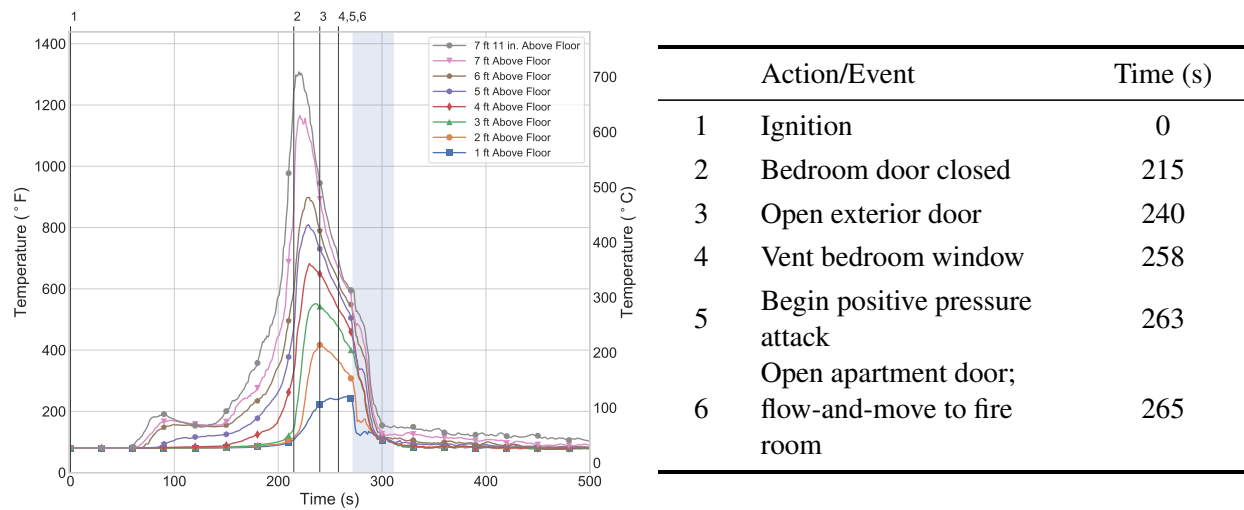 1 2 3 4,5,6
1400
1200
1000
800
600
400
200
0
Temperature (°F)
7 ft 11 in. Above Floor
7 ft Above Floor
6 ft Above Floor
5 ft Above Floor
4 ft Above Floor
3 ft Above Floor
2 ft Above Floor
1 ft Above Floor
700
600
500
400
300
200
100
0
Temperature (°C)
0 100 200 300 400 500
Time (s)
Action/Event Time (s)
1 Ignition 0
2 Bedroom door closed 215
3 Open exterior door 240
4 Vent bedroom window 258
Begin positive pressure
5 263
attack
Open apartment door;
6 flow-and-move to fire 265
room